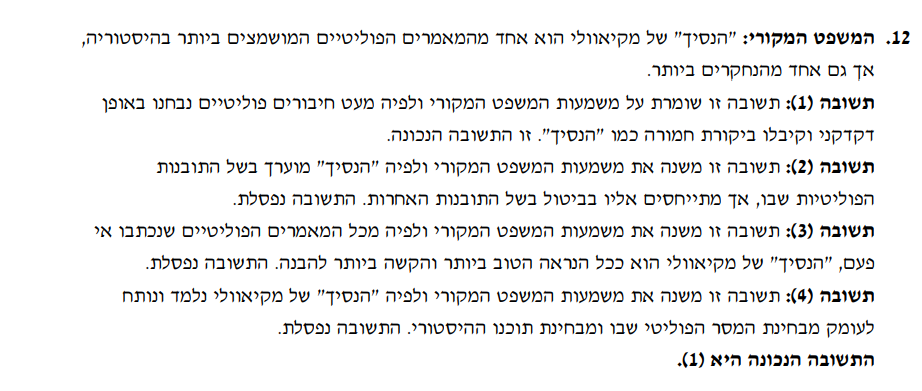 12. המשפט המקורי: "הנסיך" של מקיאוולי הוא אחד מהמאמרים הפוליטיים המושמצים ביותר בהיסטוריה,
אך גם אחד מהנחקרים ביותר.
תשובה (1): תשובה זו שומרת על משמעות המשפט המקורי ולפיה מעט חיבורים פוליטיים נבחנו באופן
דקדקני וקיבלו ביקורת חמורה כמו "הנסיך". זו התשובה הנכונה.
תשובה (2): תשובה זו משנה את משמעות המשפט המקורי ולפיה "הנסיך" מוערך בשל התובנות
הפוליטיות שבו, אך מתייחסים אליו בביטול בשל התובנות האחרות. התשובה נפסלת.
תשובה (3): תשובה זו משנה את משמעות המשפט המקורי ולפיה מכל המאמרים הפוליטיים שנכתבו אי
פעם, "הנסיך" של מקיאוולי הוא ככל הנראה הטוב ביותר והקשה ביותר להבנה. התשובה נפסלת.
תשובה (4): תשובה זו משנה את משמעות המשפט המקורי ולפיה "הנסיך" של מקיאוולי נלמד ונותח
לעומק מבחינת המסר הפוליטי שבו ומבחינת תוכנו ההיסטורי. התשובה נפסלת.
התשובה הנכונה היא (1).